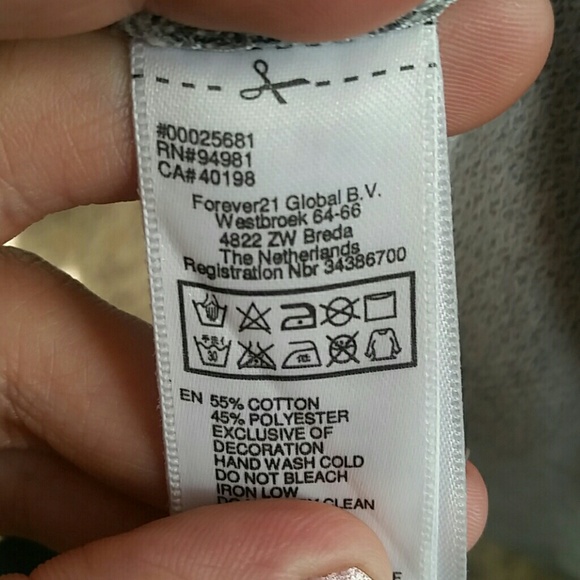 #00025681
RN#94981
CA#40198
Forever21 Global B.V.
Westbroek 64-66
4822 ZW Breda
The Netherlands
Registration Nbr 34386700
30
EN 55% COTTON
45% POLYESTER
EXCLUSIVE OF
DECORATION
HAND WASH COLD
DO NOT BLEACH
IRON LOW
CLEAN